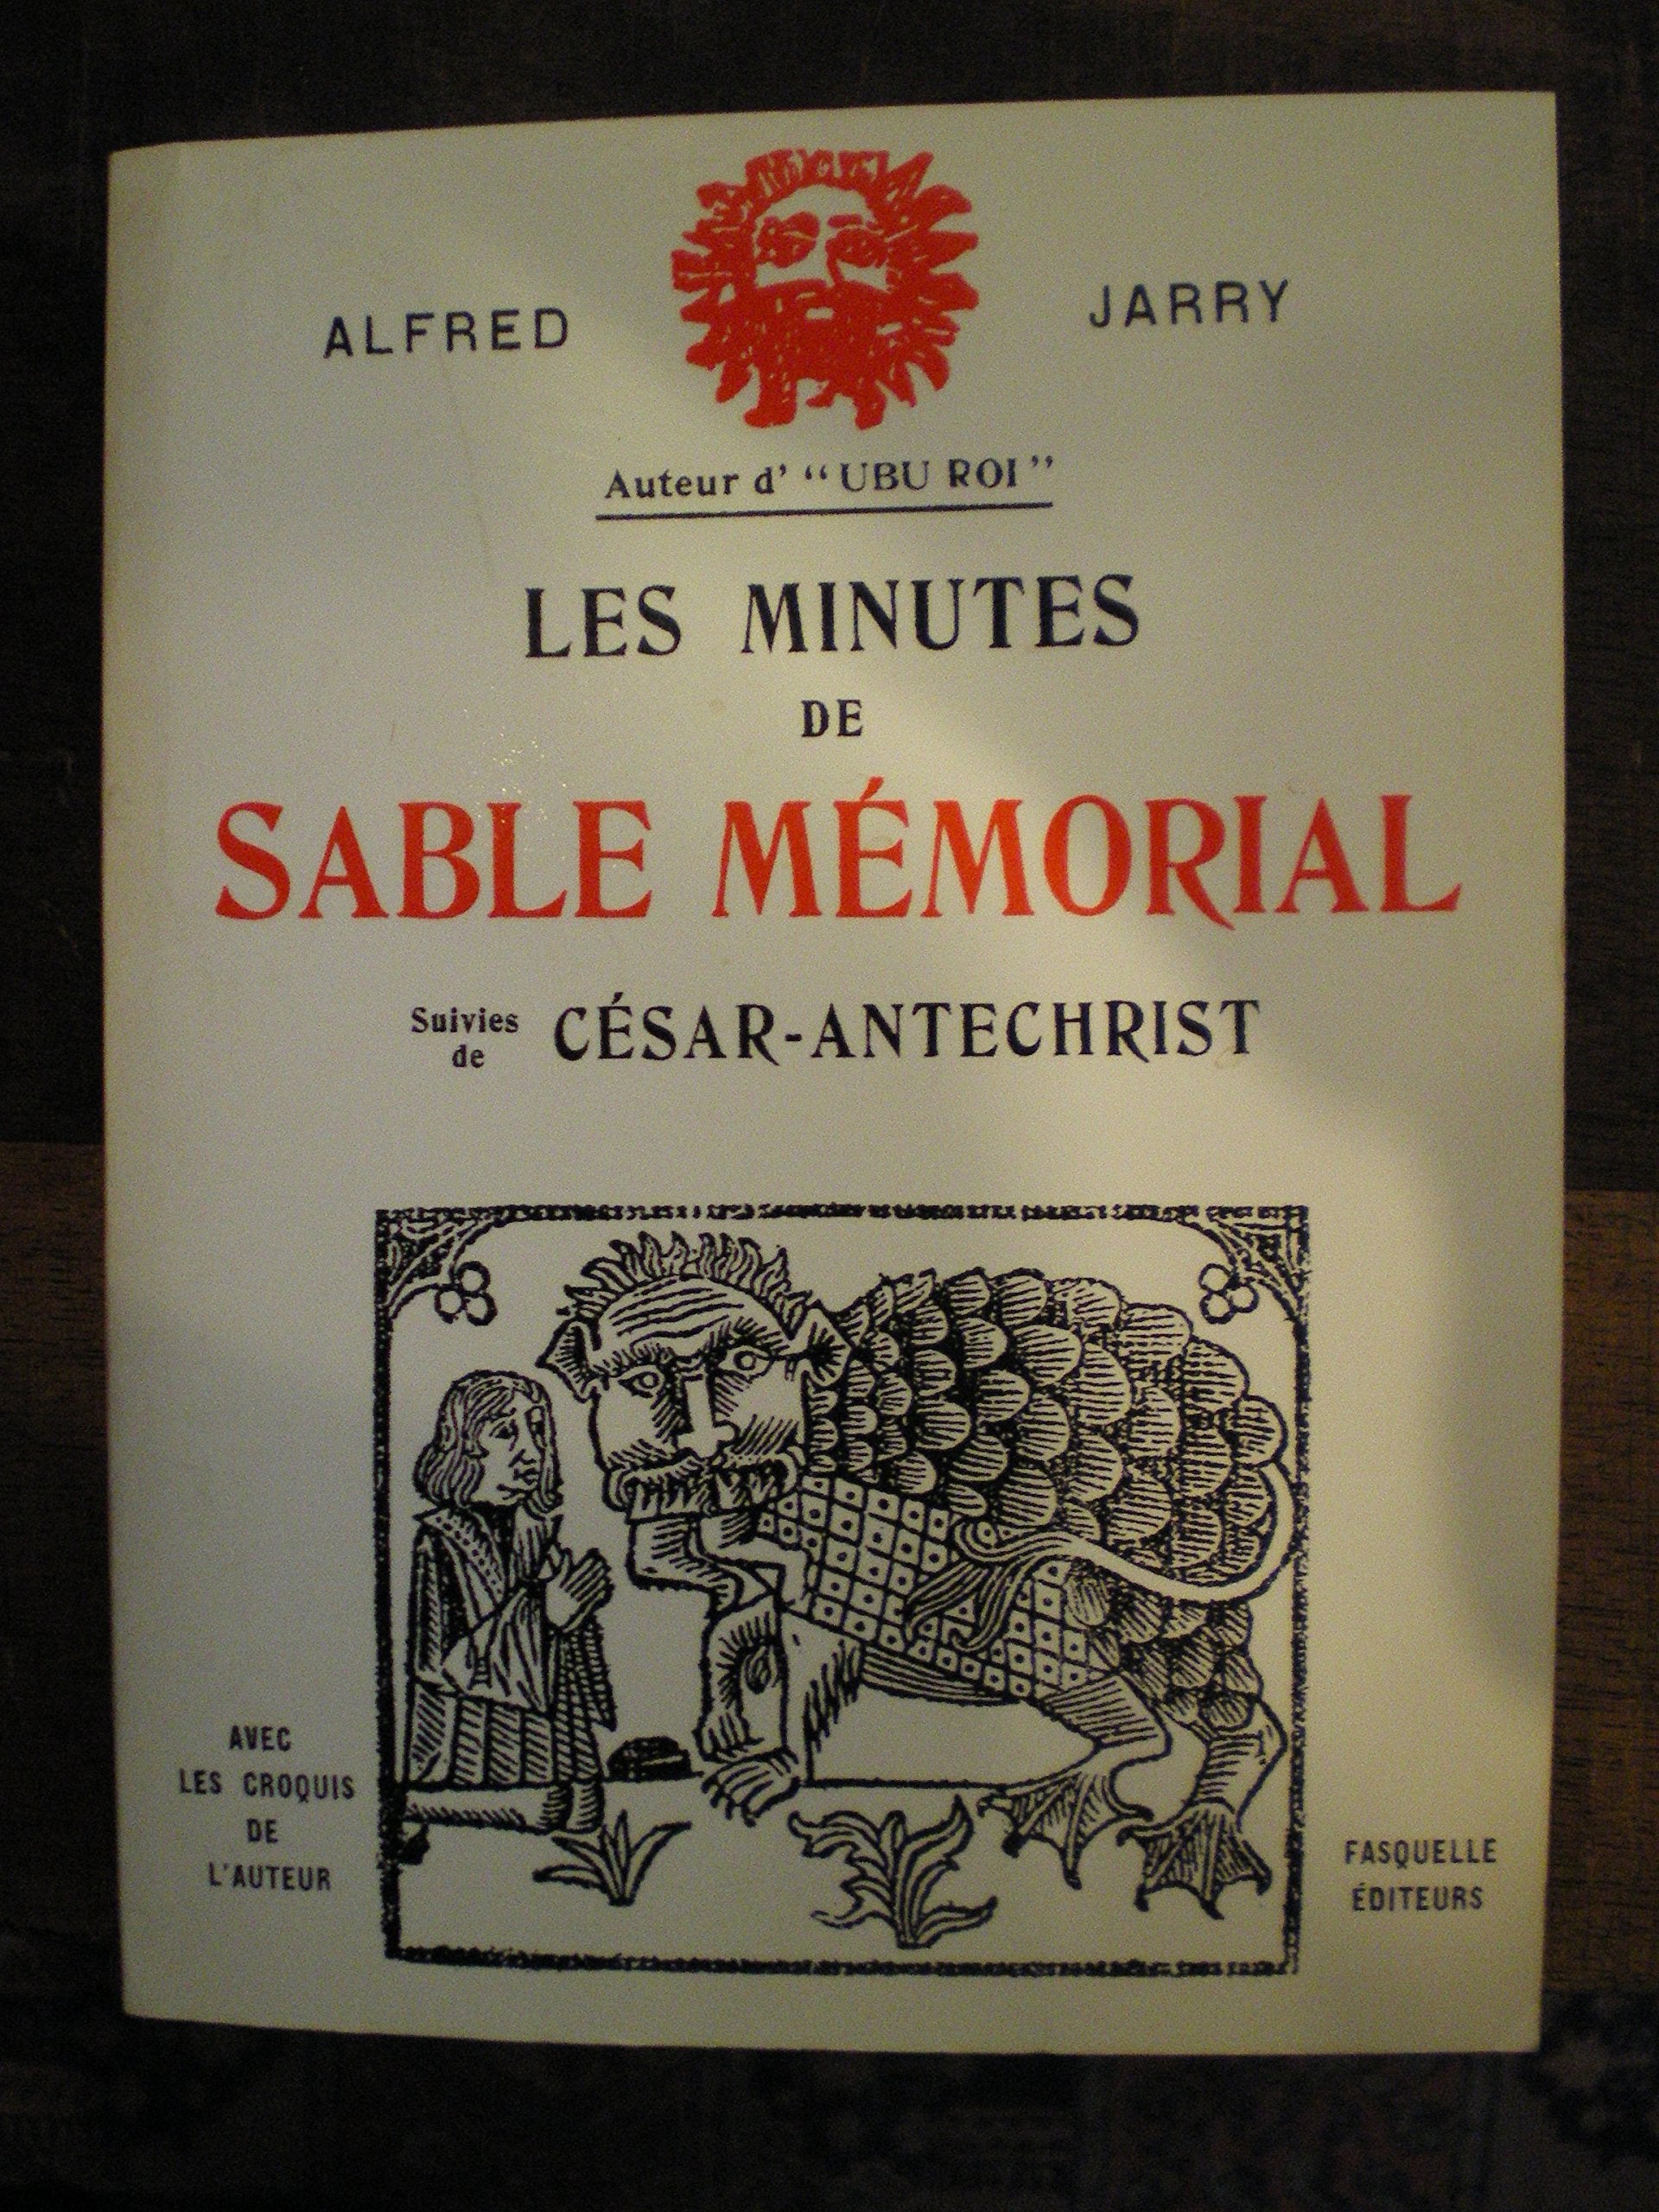 ALFRED JARRY
Auteur d' “UBU ROI”
LES MINUTES
DE
SABLE MÉMORIAL
Suivies
de
CÉSAR-ANTECHRIST
AVEC
LES CROQUIS
DE
L'AUTEUR
FASQUELLE
ÉDITEURS